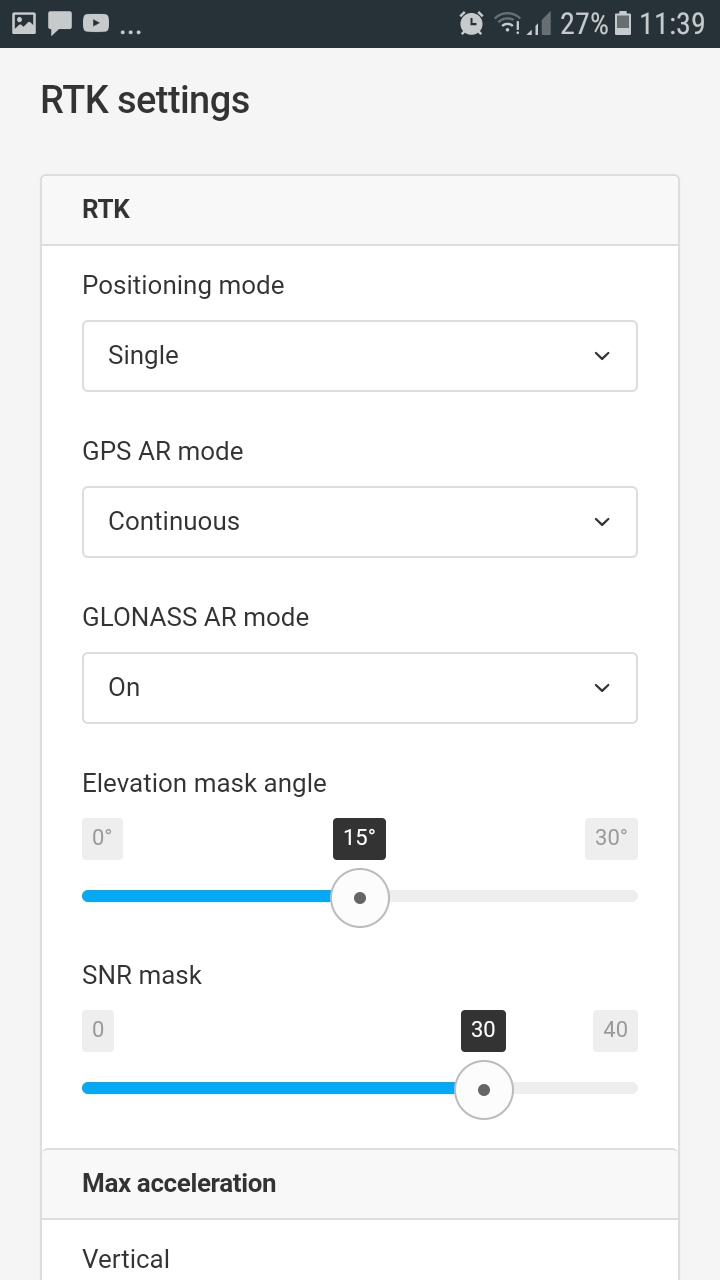 ... 27% 11:39
RTK settings
RTK
Positioning mode
Single
GPS AR mode
Continuous
GLONASS AR mode
On
Elevation mask angle
0° 15° 30°
SNR mask
0 30 40
Max acceleration
Vertical